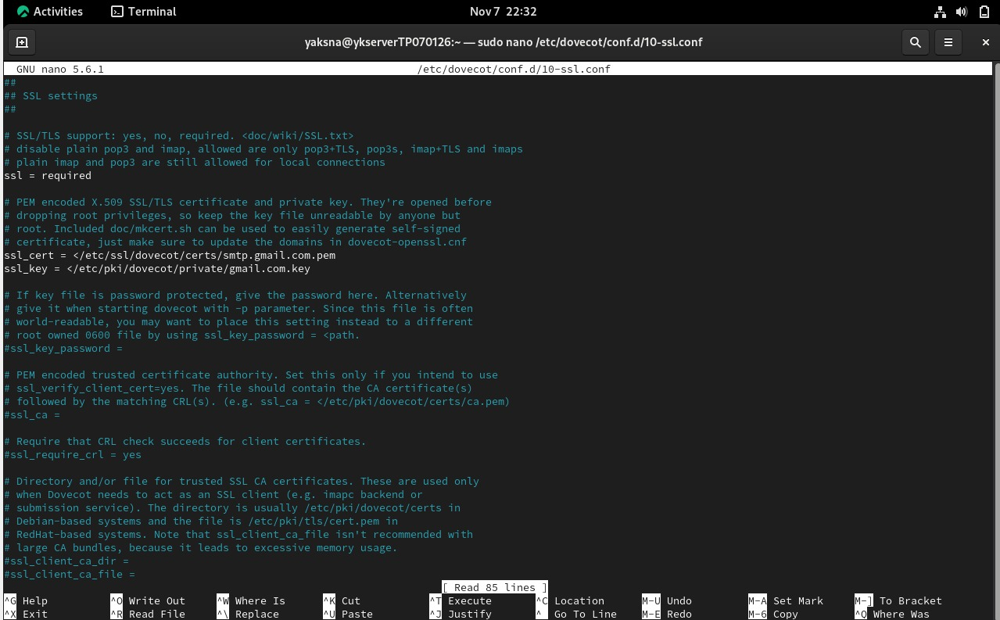 Activities Terminal Nov 7 22:32
yaksna@ykserverTP070126:~ — sudo nano /etc/dovecot/conf.d/10-ssl.conf
GNU nano 5.6.1 /etc/dovecot/conf.d/10-ssl.conf
##
## SSL settings
##
# SSL/TLS support: yes, no, required. <doc/wiki/SSL.txt>
# disable plain pop3 and imap, allowed are only pop3+TLS, pop3s, imap+TLS and imaps
# plain imap and pop3 are still allowed for local connections
ssl = required
# PEM encoded X.509 SSL/TLS certificate and private key. They're opened before
# dropping root privileges, so keep the key file unreadable by anyone but
# root. Included doc/mkcert.sh can be used to easily generate self-signed
# certificate, just make sure to update the domains in dovecot-openssl.cnf
ssl_cert = </etc/ssl/dovecot/certs/smtp.gmail.com.pem
ssl_key = </etc/pki/dovecot/private/gmail.com.key
# If key file is password protected, give the password here. Alternatively
# give it when starting dovecot with -p parameter. Since this file is often
# world-readable, you may want to place this setting instead to a different
# root owned 0600 file by using ssl_key_password = <path.
#ssl_key_password =
# PEM encoded trusted certificate authority. Set this only if you intend to use
# ssl_verify_client_cert=yes. The file should contain the CA certificate(s)
# followed by the matching CRL(s). (e.g. ssl_ca = </etc/pki/dovecot/certs/ca.pem)
#ssl_ca =
# Require that CRL check succeeds for client certificates.
#ssl_require_crl = yes
# Directory and/or file for trusted SSL CA certificates. These are used only
# when Dovecot needs to act as an SSL client (e.g. imapc backend or
# submission service). The directory is usually /etc/pki/dovecot/certs in
# Debian-based systems and the file is /etc/pki/tls/cert.pem in
# RedHat-based systems. Note that ssl_client_ca_file isn't recommended with
# large CA bundles, because it leads to excessive memory usage.
#ssl_client_ca_dir =
#ssl_client_ca_file =
[ Read 85 lines ]
^G Help ^O Write Out ^W Where Is ^K Cut ^T Execute ^C Location M-U Undo M-A Set Mark M-] To Bracket
^X Exit ^R Read File ^\ Replace ^U Paste ^J Justify ^_ Go To Line M-E Redo M-6 Copy ^Q Where Was